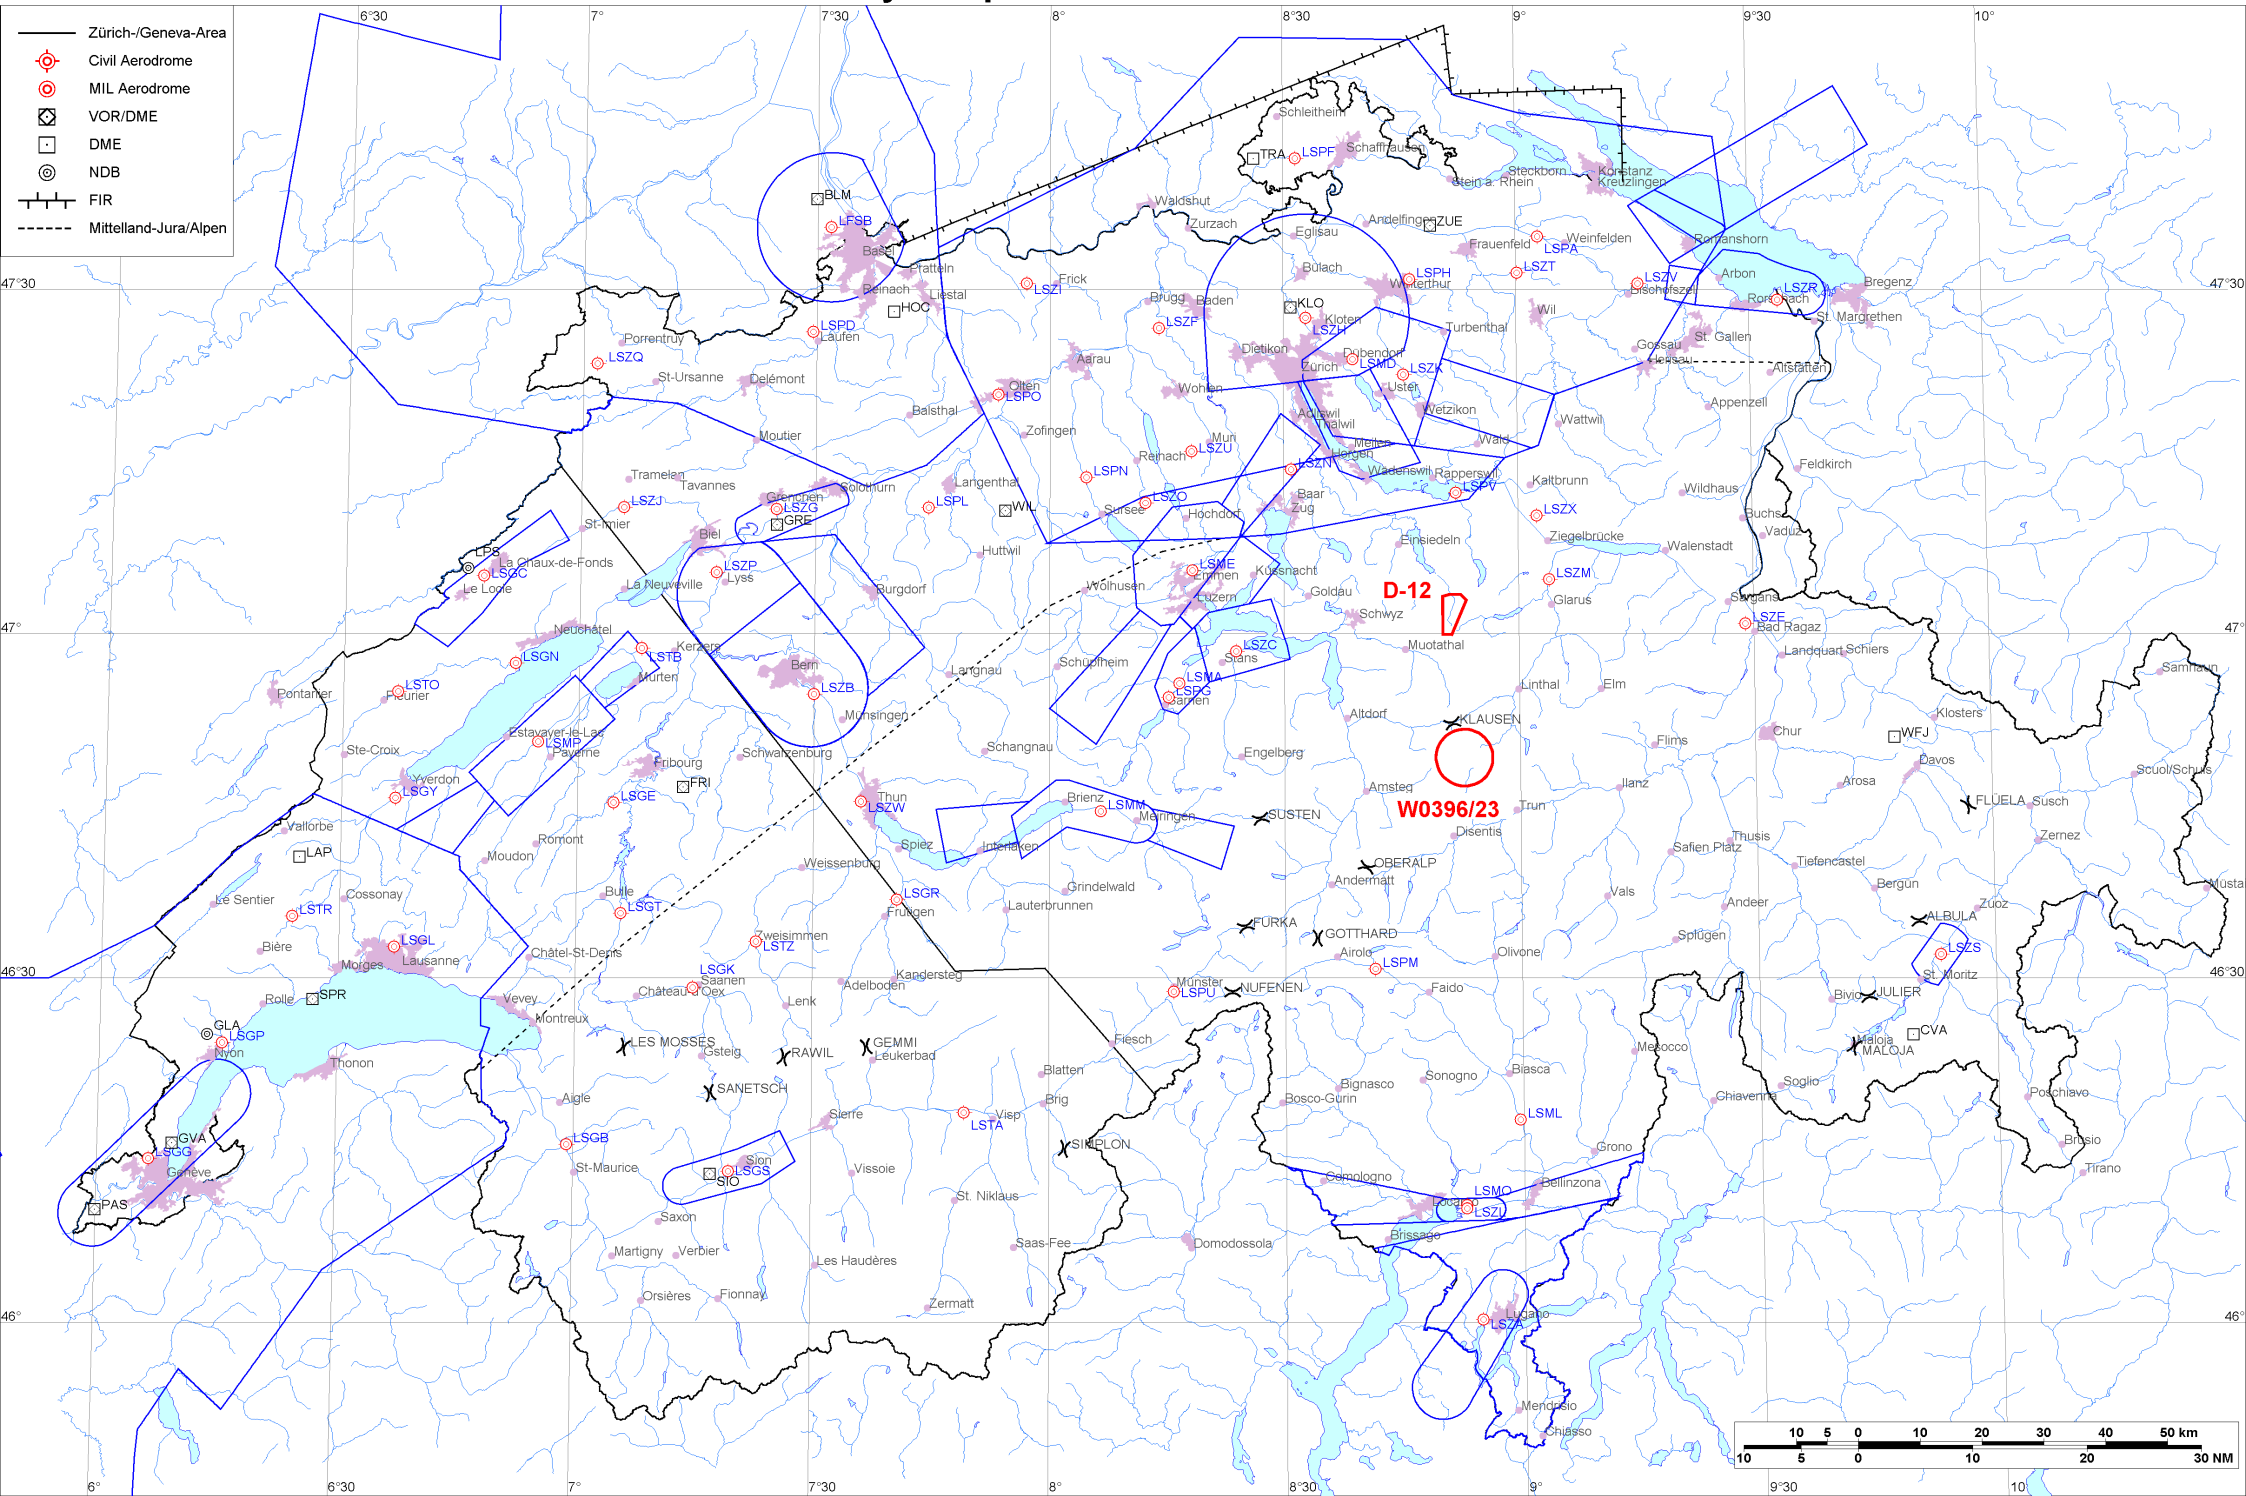 6°30
7°
7°30
8°
8°30
9°
9°30
10°
Zürich-/Geneva-Area
Civil Aerodrome
MIL Aerodrome
VOR/DME
DME
NDB
FIR
Mittelland-Jura/Alpen
Schleitheim
TRA
LSPF
Schaffhausen
Steckborn
Stein a. Rhein
Konstanz
Kreuzlingen
BLM
LFSB
Basel
Waldshut
Zurzach
Eglisau
Andelfingen
ZUE
Frauenfeld
LSPA
Weinfelden
Romanshorn
Pratteln
Reinach
Liestal
HOC
LSZI
Frick
Bülach
LSPH
Winterthur
LSZT
LSZV
Bischofszel
Arbon
LSZR
Rorschach
Bregenz
47°30
47°30
Brugg
Baden
KLO
Kloten
LSZH
LSZF
Wil
St. Margrethen
LSPD
Laufen
Porrentruy
LSZQ
St-Ursanne
Delémont
Aarau
Dietikon
Zürich
Dübendorf
LSMD
LSZK
Turbenthal
Gossau
St. Gallen
Herisau
Altstätten
Olten
LSPO
Wohlen
Uster
Wetzikon
Appenzell
Balsthal
Zofingen
Adliswil
Thalwil
Wattwil
Moutier
Muri
LSZU
Reinach
Meilen
Horgen
Wald
Tramelan
Tavannes
LSPN
LSZN
Wädenswil
Rapperswil
LSPV
Kaltbrunn
Feldkirch
Wildhaus
Langenthal
Solothurn
Grenchen
LSZG
GRE
LSZJ
St-Imier
LSPL
WIL
LSZO
Sursee
Hochdorf
Baar
Zug
LSZX
Buchs
Vaduz
Biel
LPS
La Chaux-de-Fonds
LSGC
Le Locle
LSZP
Lyss
La Neuveville
Huttwil
Burgdorf
LSME
Emmen
Luzern
Küssnacht
Einsiedeln
Ziegelbrücke
Walenstadt
LSZM
Glarus
Wolhusen
Goldau
Schwyz
D-12
Sargans
LSZE
Bad Ragaz
47°
47°
Neuchâtel
LSGN
LSTB
Kerzers
Murten
Muotathal
LSZC
Stans
LSMA
LSPG
Sarnen
Landquart
Schiers
Samnaun
Bern
LSZB
Langnau
Schüpfheim
LSTO
Fleurier
Pontarlier
Linthal
Elm
Münsingen
Altdorf
KLAUSEN
Klosters
Estavayer-le-Lac
LSMP
Payerne
Ste-Croix
Schwarzenburg
Schangnau
Engelberg
Flims
Chur
WFJ
Davos
Yverdon
LSGY
Fribourg
FRI
LSGE
Thun
LSZW
Brienz
LSMM
Meiringen
Amsteg
W0396/23
Trun
Ilanz
Arosa
Scuol/Schuls
FLÜELA
Susch
Vallorbe
LAP
Romont
Moudon
Spiez
Interlaken
SUSTEN
Disentis
Safien Platz
Thusis
Zernez
Tiefencastel
Weissenburg
OBERALP
Andermatt
Grindelwald
Vals
Bergün
Müsta
Le Sentier
Cossonay
LSTR
Bulle
LSGT
LSGR
Frutigen
Lauterbrunnen
FURKA
GOTTHARD
Andeer
Zuoz
ALBULA
Bière
LSGL
Lausanne
Morges
Châtel-St-Denis
Zweisimmen
LSTZ
Airolo
LSPM
Olivone
Splügen
LSZS
St. Moritz
46°30
46°30
LSGK
Saanen
Château-d'Oex
Adelboden
Kandersteg
Münster
LSPU
NUFENEN
Faido
Bivio
JULIER
Rolle
SPR
Vevey
Montreux
Lenk
GLA
LSGP
Nyon
Thonon
LES MOSSES
Gsteig
RAWIL
GEMMI
Leukerbad
Fiesch
Mesocco
CVA
Maloja
MALOJA
Blatten
Brig
Bignasco
Sonogno
Biasca
Soglio
SANETSCH
Aigle
Bosco-Gurin
Chiavenna
Poschiavo
Sierre
LSTA
Visp
LSML
GVA
LSGG
Genève
LSGB
St-Maurice
Sion
LSGS
SIO
SIMPLON
Vissoie
St. Niklaus
Comologno
Grono
Brusio
Tirano
PAS
LSMO
Locarno
LSZL
Bellinzona
Saxon
Martigny
Verbier
Les Haudères
Saas-Fee
Domodossola
Brissago
Orsières
Fionnay
Zermatt
46°
46°
Lugano
LSZA
Mendrisio
Chiasso
10 5 0 10 20 30 40 50 km
10 5 0 10 20 30 NM
6°
6°30
7°
7°30
8°
8°30
9°
9°30
10°